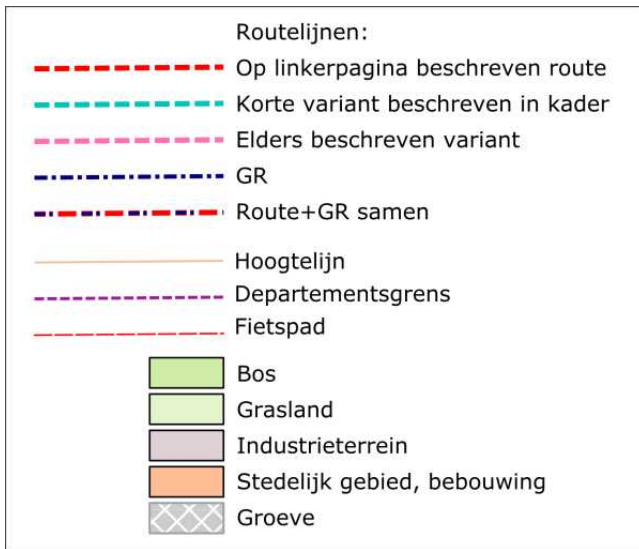 Routelijnen:
Op linkerpagina beschreven route
Korte variant beschreven in kader
Elders beschreven variant
GR
Route+GR samen
Hoogtelijn
Departementsgrens
Fietspad
Bos
Grasland
Industrieterrein
Stedelijk gebied, bebouwing
Groeve